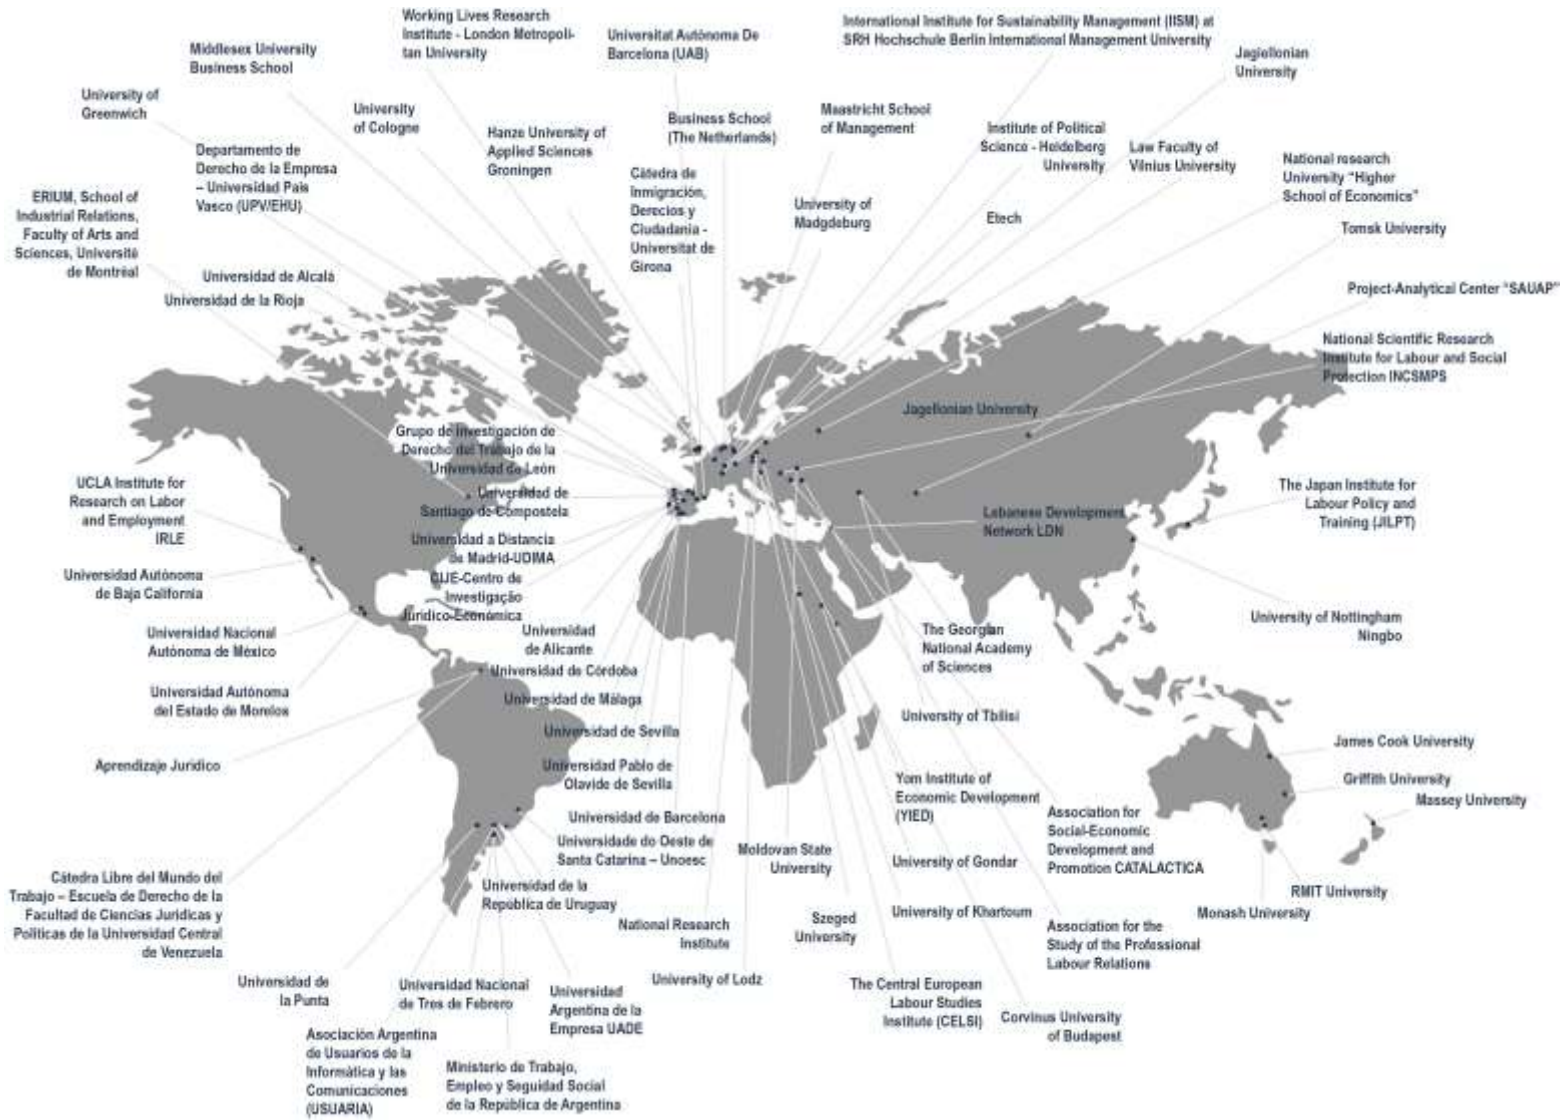 Working Lives Research
Institute - London Metropoli-
tan University
Middlesex University
Business School
Universitat Autónoma De
Barcelona (UAB)
International Institute for Sustainability Management (IISM) at
SRH Hochschule Berlin International Management University
Jagiellonian
University
University of
Greenwich
University
of Cologne
Hanze University of
Applied Sciences
Groningen
Business School
(The Netherlands)
Maastricht School
of Management
Institute of Political
Science - Heidelberg
University
Law Faculty of
Vilnius University
National research
University “Higher
School of Economics”
Departamento de
Derecho de la Empresa
– Universidad Pais
Vasco (UPV/EHU)
Cátedra de
Inmigración,
Derecios y
Ciudadania -
Universitat de
Girona
University of
Madgdeburg
Etech
Tomsk University
ERIUM, School of
Industrial Relations,
Faculty of Arts and
Sciences, Université
de Montréal
Universidad de Alcalá
Universidad de la Rioja
Project-Analytical Center “SAUAP”
National Scientific Research
Institute for Labour and Social
Protection INCSMPS
Jagellonian University
Grupo de Investigación de
Derecho del Trabajo de la
Universidad de León
Universidad de
Santiago de Compostela
UCLA Institute for
Research on Labor
and Employment
IRLE
The Japan Institute for
Labour Policy and
Training (JILPT)
Lebanese Development
Network LDN
Universidad a Distancia
de Madrid-UDIMA
CIJE-Centro de
Investigação
Jurídico-Económica
Universidad Autónoma
de Baja California
Universidad Nacional
Autónoma de México
Universidad
de Alicante
The Georgian
National Academy
of Sciences
University of Nottingham
Ningbo
Universidad de Córdoba
Universidad Autónoma
del Estado de Morelos
Universidad de Málaga
University of Tbilisi
Universidad de Sevilla
James Cook University
Aprendizaje Juridico
Universidad Pablo de
Olavide de Sevilla
Yom Institute of
Economic Development
(YIED)
Griffith University
Massey University
Universidad de Barcelona
Universidade do Oeste de
Santa Catarina – Unoesc
Association for
Social-Economic
Development and
Promotion CATALACTICA
Moldovan State
University
University of Gondar
Cátedra Libre del Mundo del
Trabajo – Escuela de Derecho de la
Facultad de Ciencias Juridicas y
Politicas de la Universidad Central
de Venezuela
Universidad de la
República de Uruguay
RMIT University
Monash University
National Research
Institute
Szeged
University
University of Khartoum
Association for the
Study of the Professional
Labour Relations
Universidad de
la Punta
Universidad Nacional
de Tres de Febrero
University of Lodz
Universidad
Argentina de la
Empresa UADE
The Central European
Labour Studies
Institute (CELSI)
Corvinus University
of Budapest
Asociación Argentina
de Usuarios de la
Informática y las
Comunicaciones
(USUARIA)
Ministerio de Trabajo,
Empleo y Seguidad Social
de la República de Argentina